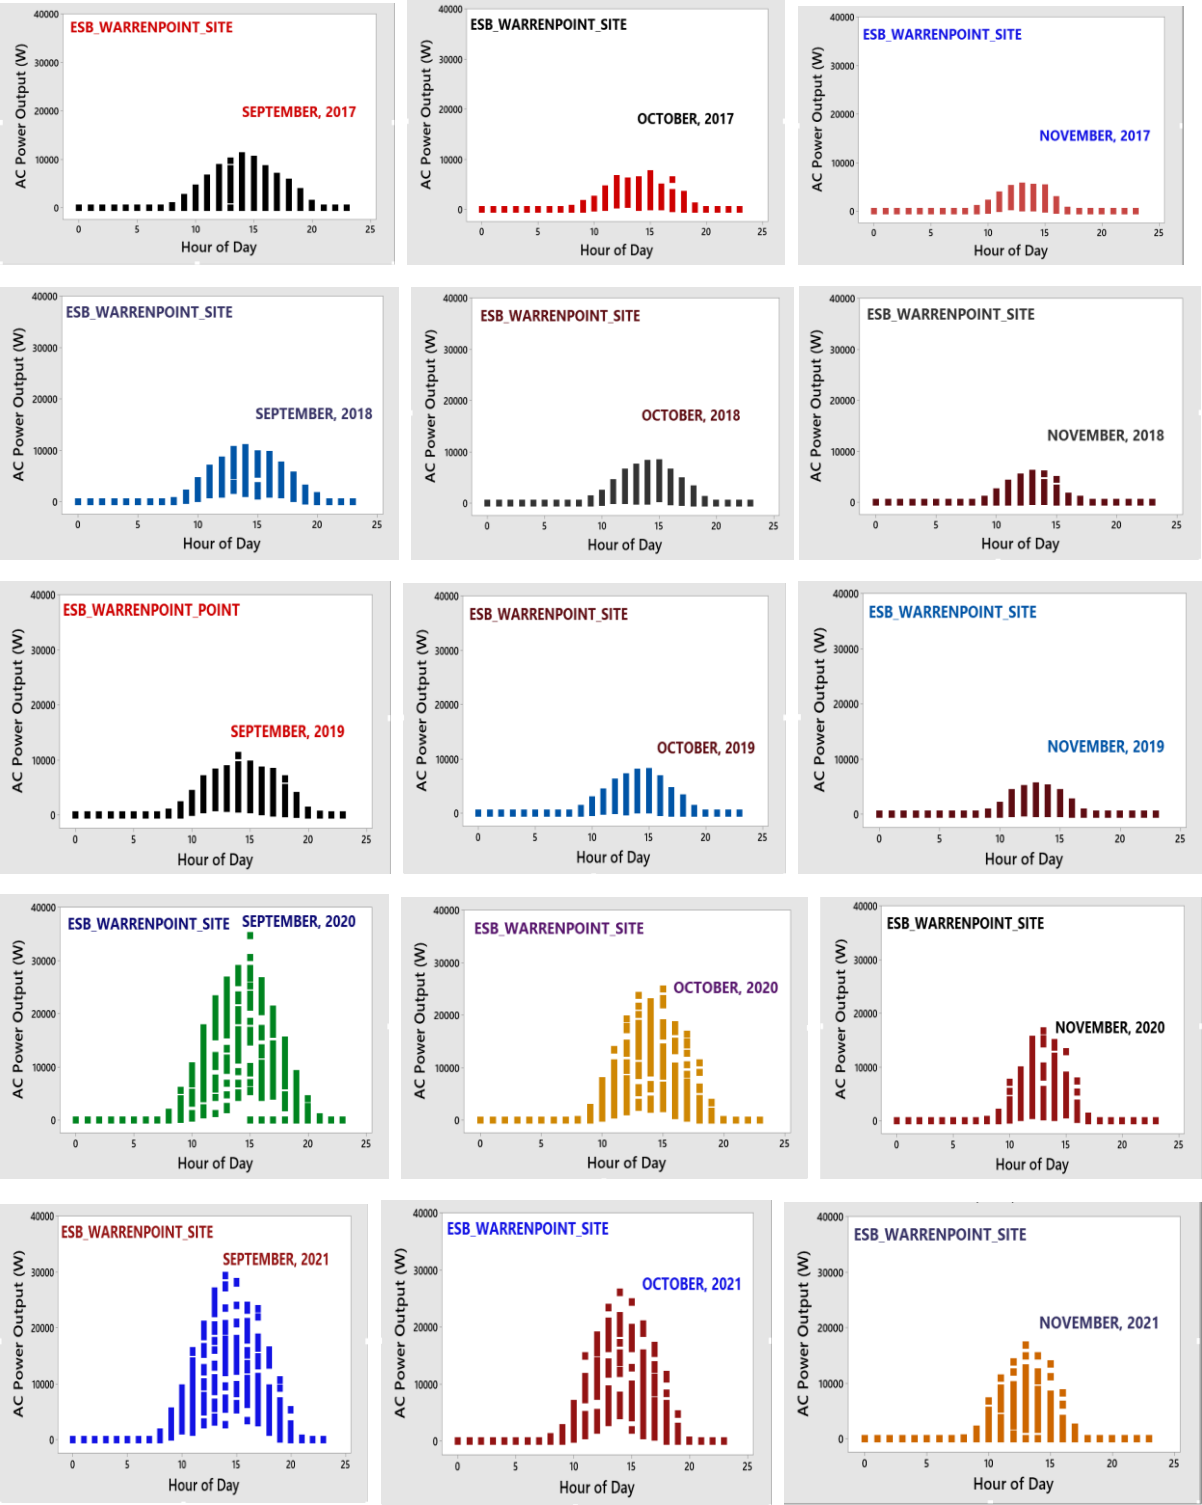 40000
ESB_WARRENPOINT_SITE
30000
20000
SEPTEMBER, 2017
10000
0
AC Power Output (W)
0 5 10 15 20 25
Hour of Day
40000
ESB_WARRENPOINT_SITE
30000
20000
OCTOBER, 2017
10000
0
AC Power Output (W)
0 5 10 15 20 25
Hour of Day
40000
ESB_WARRENPOINT_SITE
30000
20000
NOVEMBER, 2017
10000
0
AC Power Output (W)
0 5 10 15 20 25
Hour of Day
40000
ESB_WARRENPOINT_SITE
30000
20000
SEPTEMBER, 2018
10000
0
AC Power Output (W)
0 5 10 15 20 25
Hour of Day
40000
ESB_WARRENPOINT_SITE
30000
20000
OCTOBER, 2018
10000
0
AC Power Output (W)
0 5 10 15 20 25
Hour of Day
40000
ESB_WARRENPOINT_SITE
30000
20000
NOVEMBER, 2018
10000
0
AC Power Output (W)
0 5 10 15 20 25
Hour of Day
40000
ESB_WARRENPOINT_POINT
30000
20000
SEPTEMBER, 2019
10000
0
AC Power Output (W)
0 5 10 15 20 25
Hour of Day
40000
ESB_WARRENPOINT_SITE
30000
20000
OCTOBER, 2019
10000
0
AC Power Output (W)
0 5 10 15 20 25
Hour of Day
40000
ESB_WARRENPOINT_SITE
30000
20000
NOVEMBER, 2019
10000
0
AC Power Output (W)
0 5 10 15 20 25
Hour of Day
40000
ESB_WARRENPOINT_SITE SEPTEMBER, 2020
30000
20000
10000
0
AC Power Output (W)
0 5 10 15 20 25
Hour of Day
40000
ESB_WARRENPOINT_SITE
30000
OCTOBER, 2020
20000
10000
0
AC Power Output (W)
0 5 10 15 20 25
Hour of Day
40000
ESB_WARRENPOINT_SITE
30000
20000
NOVEMBER, 2020
10000
0
AC Power Output (W)
0 5 10 15 20 25
Hour of Day
40000
ESB_WARRENPOINT_SITE
SEPTEMBER, 2021
30000
20000
10000
0
AC Power Output (W)
0 5 10 15 20 25
Hour of Day
40000
ESB_WARRENPOINT_SITE
30000
OCTOBER, 2021
20000
10000
0
AC Power Output (W)
0 5 10 15 20 25
Hour of Day
40000
ESB_WARRENPOINT_SITE
30000
NOVEMBER, 2021
20000
10000
0
AC Power Output (W)
0 5 10 15 20 25
Hour of Day